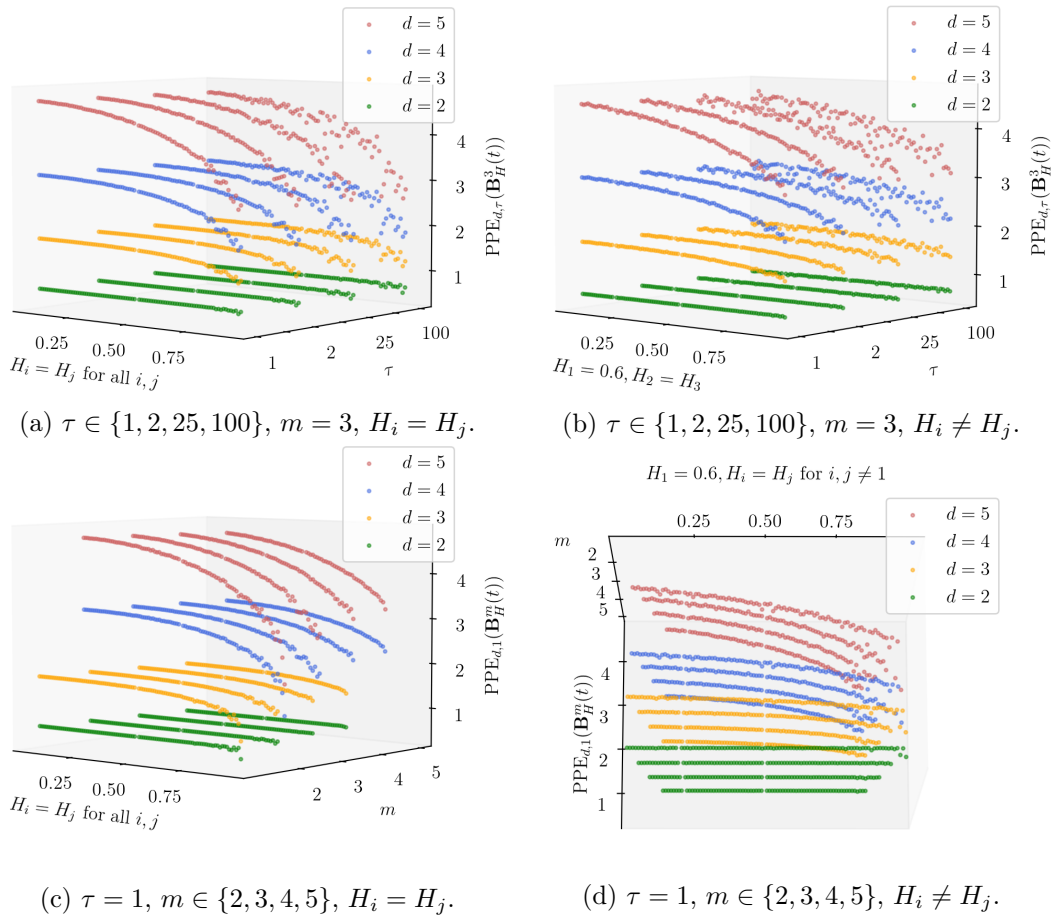 d = 5
d = 4
d = 3
d = 2
4
3
2
1
PPE_{d,τ}(B^3_H(t))
0.25 0.50 0.75
H_i = H_j for all i, j
1 2 25 100
τ
(a) τ ∈ {1, 2, 25, 100}, m = 3, H_i = H_j.
d = 5
d = 4
d = 3
d = 2
4
3
2
1
PPE_{d,τ}(B^3_H(t))
0.25 0.50 0.75
H_1 = 0.6, H_2 = H_3
1 2 25 100
τ
(b) τ ∈ {1, 2, 25, 100}, m = 3, H_i ≠ H_j.
d = 5
d = 4
d = 3
d = 2
4
3
2
1
PPE_{d,1}(B^m_H(t))
0.25 0.50 0.75
H_i = H_j for all i, j
2 3 4 5
m
(c) τ = 1, m ∈ {2, 3, 4, 5}, H_i = H_j.
H_1 = 0.6, H_i = H_j for i, j ≠ 1
d = 5
d = 4
d = 3
d = 2
0.25 0.50 0.75
m
2
3
4
5
4
3
2
1
PPE_{d,1}(B^m_H(t))
(d) τ = 1, m ∈ {2, 3, 4, 5}, H_i ≠ H_j.